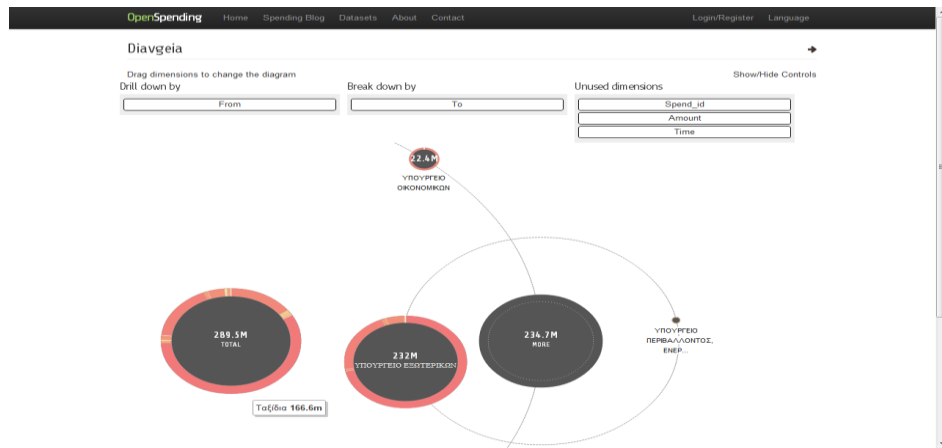 OpenSpending Home Spending Blog Datasets About Contact Login/Register Language
Diavgeia
Drag dimensions to change the diagram Show/Hide Controls
Drill down by Break down by Unused dimensions
From To Spend_id
Amount
Time
22.4M
ΥΠΟΥΡΓΕΙΟ
ΟΙΚΟΝΟΜΙΚΩΝ
289.5M
TOTAL
232M
ΥΠΟΥΡΓΕΙΟ ΕΞΩΤΕΡΙΚΩΝ
234.7M
MORE
ΥΠΟΥΡΓΕΙΟ
ΠΕΡΙΒΑΛΛΟΝΤΟΣ,
ΕΝΕΡ...
Ταξίδια 166.6m